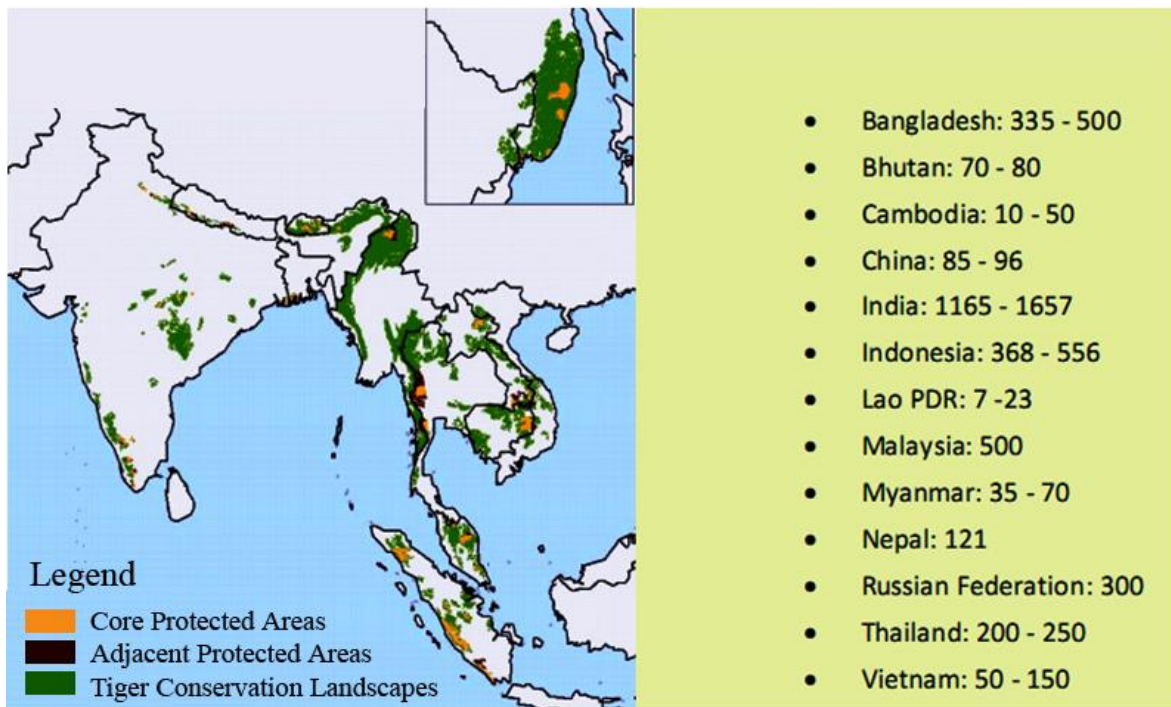 Legend
Core Protected Areas
Adjacent Protected Areas
Tiger Conservation Landscapes
• Bangladesh: 335 - 500
• Bhutan: 70 - 80
• Cambodia: 10 - 50
• China: 85 - 96
• India: 1165 - 1657
• Indonesia: 368 - 556
• Lao PDR: 7 -23
• Malaysia: 500
• Myanmar: 35 - 70
• Nepal: 121
• Russian Federation: 300
• Thailand: 200 - 250
• Vietnam: 50 - 150